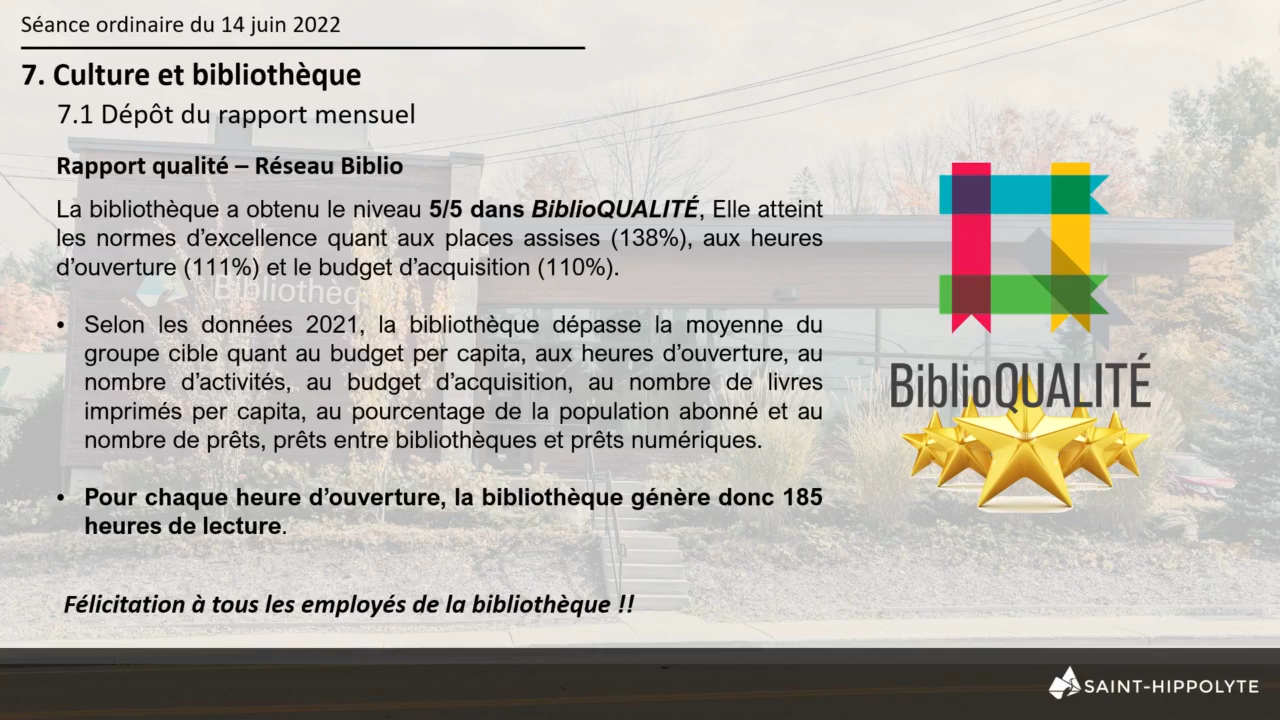 Séance ordinaire du 14 juin 2022
7. Culture et bibliothèque
7.1 Dépôt du rapport mensuel
Rapport qualité – Réseau Biblio
La bibliothèque a obtenu le niveau 5/5 dans BiblioQUALITÉ, Elle atteint
les normes d’excellence quant aux places assises (138%), aux heures
d’ouverture (111%) et le budget d’acquisition (110%).
Bibliothèq
• Selon les données 2021, la bibliothèque dépasse la moyenne du
groupe cible quant au budget per capita, aux heures d’ouverture, au
nombre d’activités, au budget d’acquisition, au nombre de livres
imprimés per capita, au pourcentage de la population abonné et au
nombre de prêts, prêts entre bibliothèques et prêts numériques.
• Pour chaque heure d’ouverture, la bibliothèque génère donc 185
heures de lecture.
Félicitation à tous les employés de la bibliothèque !!
BiblioQUALITÉ
SAINT-HIPPOLYTE